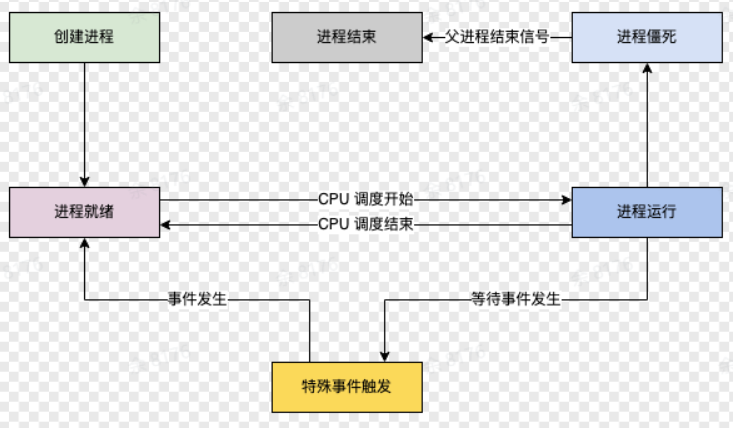 创建进程
进程结束
父进程结束信号
进程僵死
进程就绪
CPU 调度开始
CPU 调度结束
进程运行
事件发生
等待事件发生
特殊事件触发